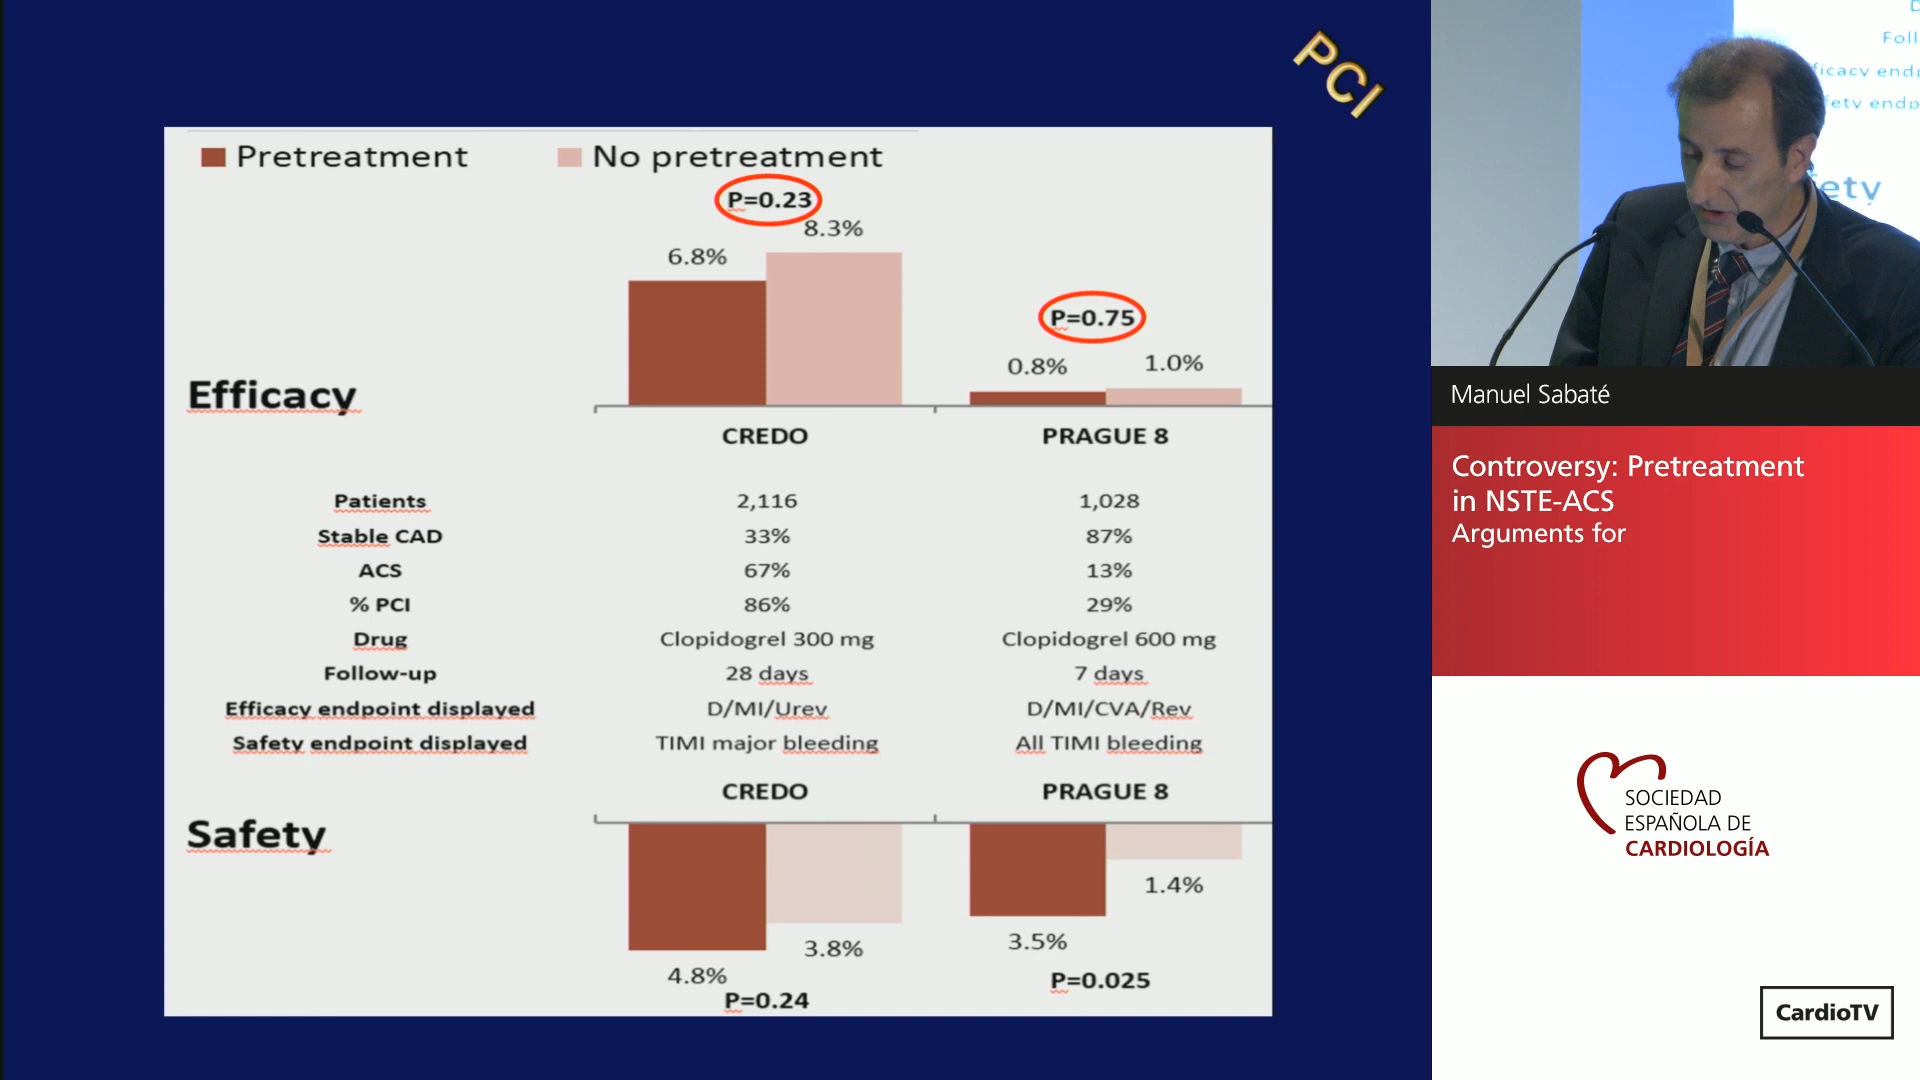 PCI
Pretreatment No pretreatment
P=0.23
6.8% 8.3%
P=0.75
0.8% 1.0%
Efficacy
CREDO PRAGUE 8
Patients 2,116 1,028
Stable CAD 33% 87%
ACS 67% 13%
% PCI 86% 29%
Drug Clopidogrel 300 mg Clopidogrel 600 mg
Follow-up 28 days 7 days
Efficacy endpoint displayed D/MI/Urev D/MI/CVA/Rev
Safety endpoint displayed TIMI major bleeding All TIMI bleeding
CREDO PRAGUE 8
Safety
4.8% 3.8%
P=0.24
3.5% 1.4%
P=0.025
Manuel Sabaté
Controversy: Pretreatment
in NSTE-ACS
Arguments for
SOCIEDAD
ESPAÑOLA DE
CARDIOLOGÍA
CardioTV